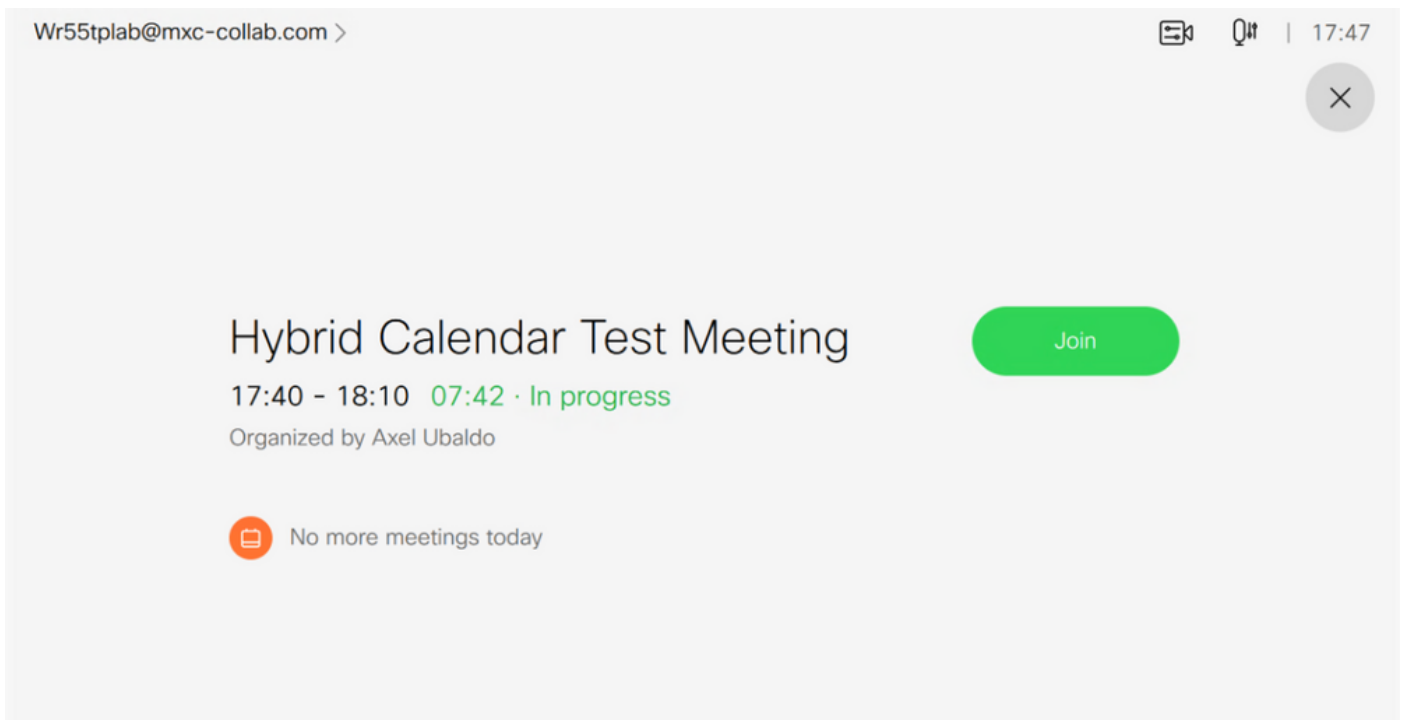 Wr55tplab@mxc-collab.com >
| 17:47
Hybrid Calendar Test Meeting
Join
17:40 - 18:10 07:42 · In progress
Organized by Axel Ubaldo
No more meetings today